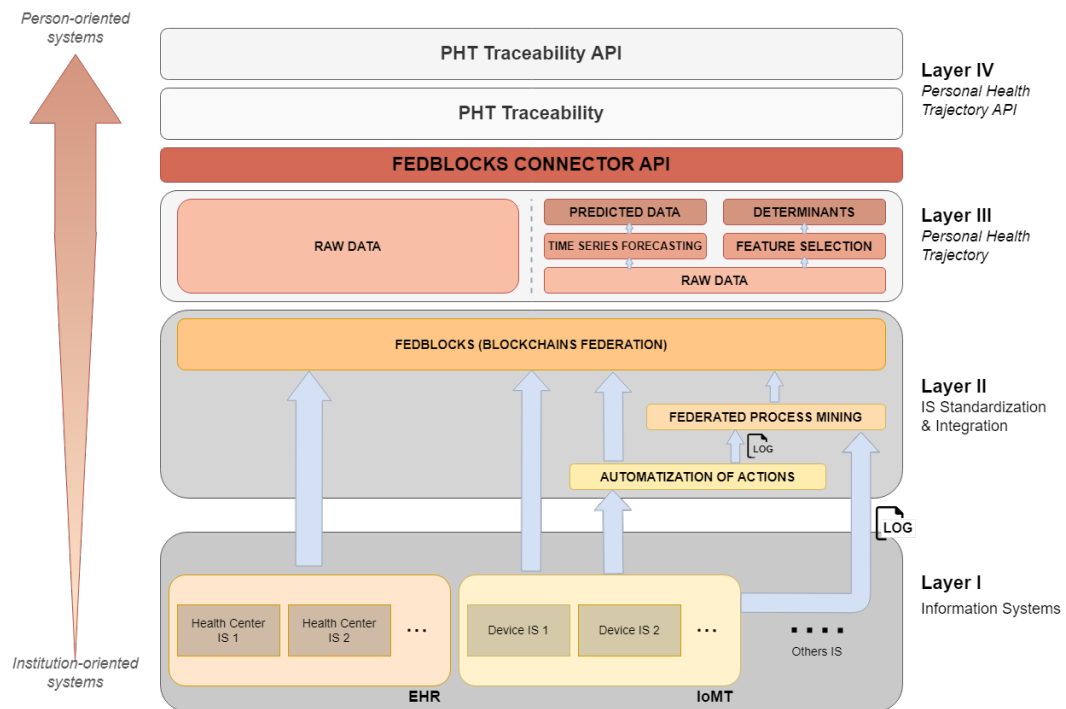 Person-oriented
systems
PHT Traceability API
Layer IV
Personal Health
Trajectory API
PHT Traceability
FEDBLOCKS CONNECTOR API
RAW DATA
PREDICTED DATA
DETERMINANTS
TIME SERIES FORECASTING
FEATURE SELECTION
RAW DATA
Layer III
Personal Health
Trajectory
FEDBLOCKS (BLOCKCHAINS FEDERATION)
Layer II
IS Standardization
& Integration
FEDERATED PROCESS MINING
LOG
AUTOMATIZATION OF ACTIONS
LOG
Layer I
Information Systems
Health Center
IS 1
Health Center
IS 2
...
EHR
Device IS 1
Device IS 2
...
IoMT
....
Others IS
Institution-oriented
systems